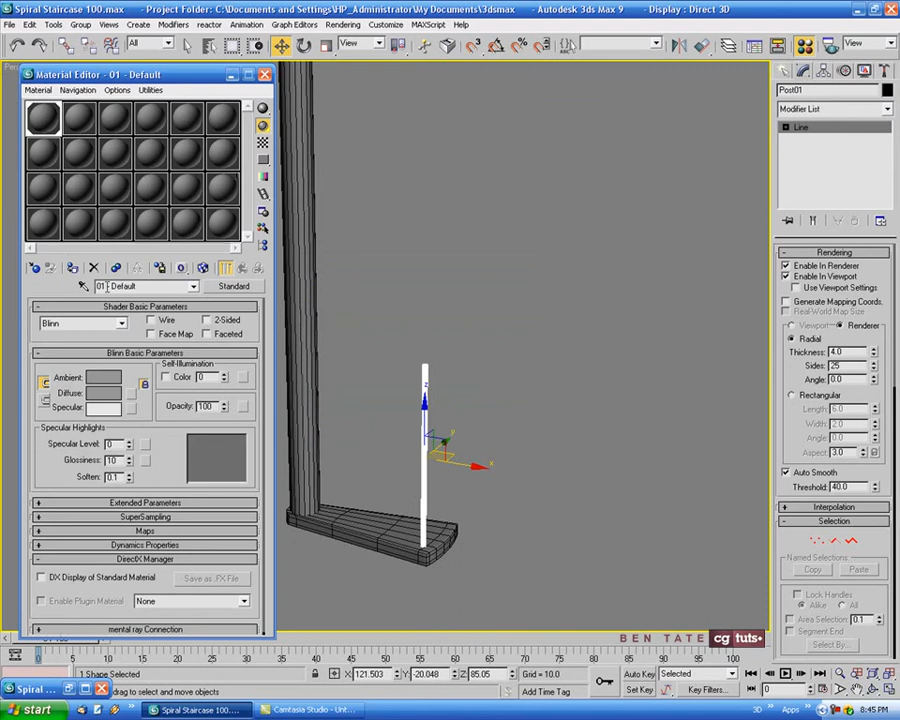 Spiral Staircase 100.max - Project Folder: C:\Documents and Settings\HP_Administrator\My Documents\3dsmax - Autodesk 3ds Max 9 - Display : Direct 3D
File Edit Tools Group Views Create Modifiers reactor Animation Graph Editors Rendering Customize MAXScript Help
All View View
Material Editor - 01 - Default
Material Navigation Options Utilities
01 - Default Standard
Shader Basic Parameters
Blinn Wire 2-Sided
Face Map Faceted
Blinn Basic Parameters
Self-Illumination
Ambient: Color 0
Diffuse:
Specular: Opacity: 100
Specular Highlights
Specular Level: 0
Glossiness: 10
Soften: 0.1
Extended Parameters
SuperSampling
Maps
Dynamics Properties
DirectX Manager
DX Display of Standard Material Save as .FX File
Enable Plugin Material None
mental ray Connection
z
y
x
Post01
Modifier List
Line
Rendering
Enable In Renderer
Enable In Viewport
Use Viewport Settings
Generate Mapping Coords.
Real-World Map Size
Viewport Renderer
Radial
Thickness: 4.0
Sides: 25
Angle: 0.0
Rectangular
Length: 6.0
Width: 2.0
Angle: 0.0
Aspect: 3.0
Auto Smooth
Threshold: 40.0
Interpolation
Selection
Named Selections:
Copy Paste
Lock Handles
Alike All
Area Selection: 0.1
Segment End
Select By...
BEN TATE cg tuts+
0 5 10 15 20 25 30 35 40 45 50 55 60 65 70 75 80 85 90 95 100
1 Shape Selected X: 121.503 Y: -20.048 Z: 85.05 Grid = 10.0 Auto Key Selected
Spiral ... drag to select and move objects Add Time Tag Set Key Key Filters... 0
start Spiral Staircase 100.... Camtasia Studio - Unt... 3D Apps 8:45 PM